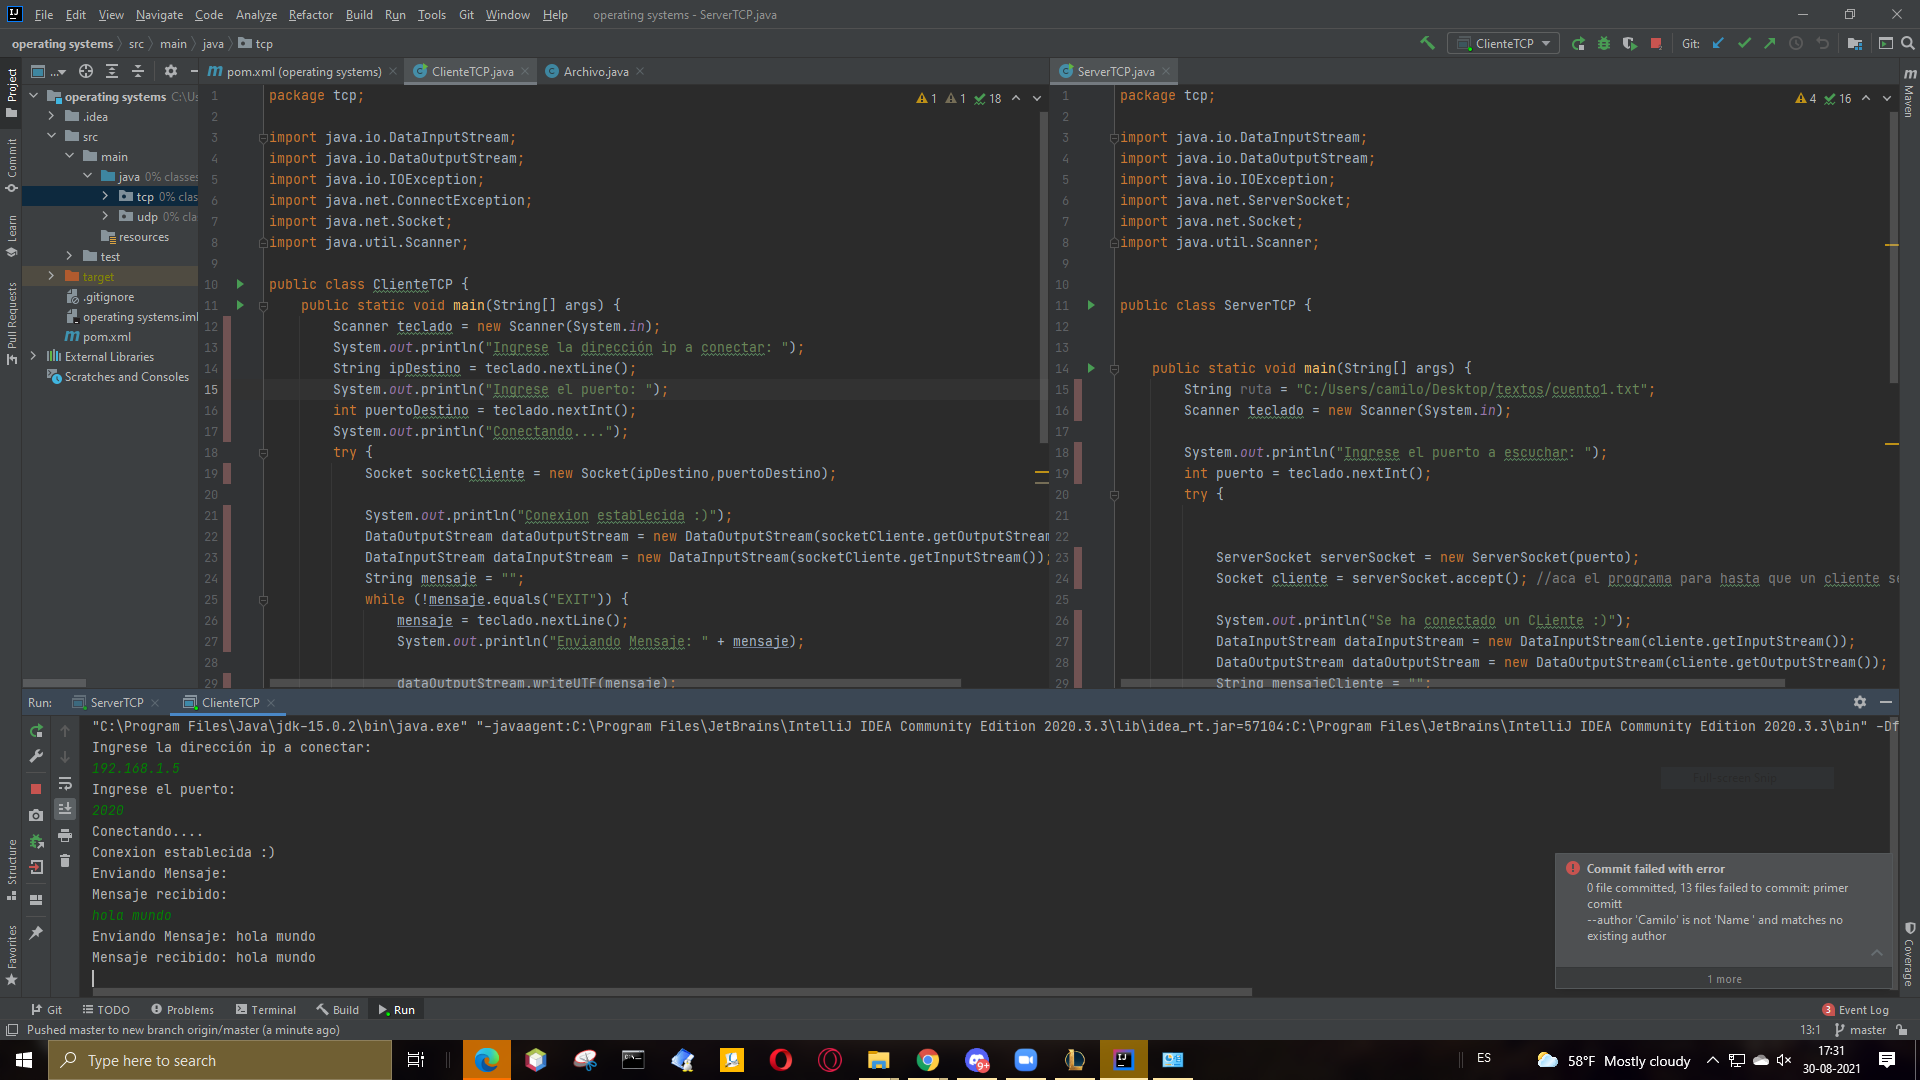 File Edit View Navigate Code Analyze Refactor Build Run Tools Git Window Help operating systems - ServerTCP.java
operating systems src main java tcp
ClienteTCP
Git:
Project
Commit
Learn
Pull Requests
Structure
Favorites
...
operating systems C:\Us
.idea
src
main
java 0% classes
tcp 0% clas
udp 0% cla
resources
test
target
.gitignore
operating systems.iml
pom.xml
External Libraries
Scratches and Consoles
pom.xml (operating systems)
ClienteTCP.java
Archivo.java
1 1 18
1 package tcp;
2
3 import java.io.DataInputStream;
4 import java.io.DataOutputStream;
5 import java.io.IOException;
6 import java.net.ConnectException;
7 import java.net.Socket;
8 import java.util.Scanner;
9
10 public class ClienteTCP {
11 public static void main(String[] args) {
12 Scanner teclado = new Scanner(System.in);
13 System.out.println("Ingrese la dirección ip a conectar: ");
14 String ipDestino = teclado.nextLine();
15 System.out.println("Ingrese el puerto: ");
16 int puertoDestino = teclado.nextInt();
17 System.out.println("Conectando....");
18 try {
19 Socket socketCliente = new Socket(ipDestino,puertoDestino);
20
21 System.out.println("Conexion establecida :)");
22 DataOutputStream dataOutputStream = new DataOutputStream(socketCliente.getOutputStream
23 DataInputStream dataInputStream = new DataInputStream(socketCliente.getInputStream());
24 String mensaje = "";
25 while (!mensaje.equals("EXIT")) {
26 mensaje = teclado.nextLine();
27 System.out.println("Enviando Mensaje: " + mensaje);
28
29 dataOutputStream.writeUTF(mensaje);
ServerTCP.java
4 16
1 package tcp;
2
3 import java.io.DataInputStream;
4 import java.io.DataOutputStream;
5 import java.io.IOException;
6 import java.net.ServerSocket;
7 import java.net.Socket;
8 import java.util.Scanner;
9
10
11 public class ServerTCP {
12
13
14 public static void main(String[] args) {
15 String ruta = "C:/Users/camilo/Desktop/textos/cuento1.txt";
16 Scanner teclado = new Scanner(System.in);
17
18 System.out.println("Ingrese el puerto a escuchar: ");
19 int puerto = teclado.nextInt();
20 try {
21
22
23 ServerSocket serverSocket = new ServerSocket(puerto);
24 Socket cliente = serverSocket.accept(); //aca el programa para hasta que un cliente se
25
26 System.out.println("Se ha conectado un CLiente :)");
27 DataInputStream dataInputStream = new DataInputStream(cliente.getInputStream());
28 DataOutputStream dataOutputStream = new DataOutputStream(cliente.getOutputStream());
29 String mensajeCliente = "";
Maven
Coverage
Run: ServerTCP ClienteTCP
"C:\Program Files\Java\jdk-15.0.2\bin\java.exe" "-javaagent:C:\Program Files\JetBrains\IntelliJ IDEA Community Edition 2020.3.3\lib\idea_rt.jar=57104:C:\Program Files\JetBrains\IntelliJ IDEA Community Edition 2020.3.3\bin" -Df
Ingrese la dirección ip a conectar:
192.168.1.5
Ingrese el puerto:
2020
Conectando....
Conexion establecida :)
Enviando Mensaje:
Mensaje recibido:
hola mundo
Enviando Mensaje: hola mundo
Mensaje recibido: hola mundo
Full-screen Snip
Commit failed with error
0 file committed, 13 files failed to commit: primer
comitt
--author 'Camilo' is not 'Name ' and matches no
existing author
1 more
Git TODO Problems Terminal Build Run
3 Event Log
Pushed master to new branch origin/master (a minute ago)
13:1 master
Type here to search
9+
ES
58°F Mostly cloudy
17:31
30-08-2021